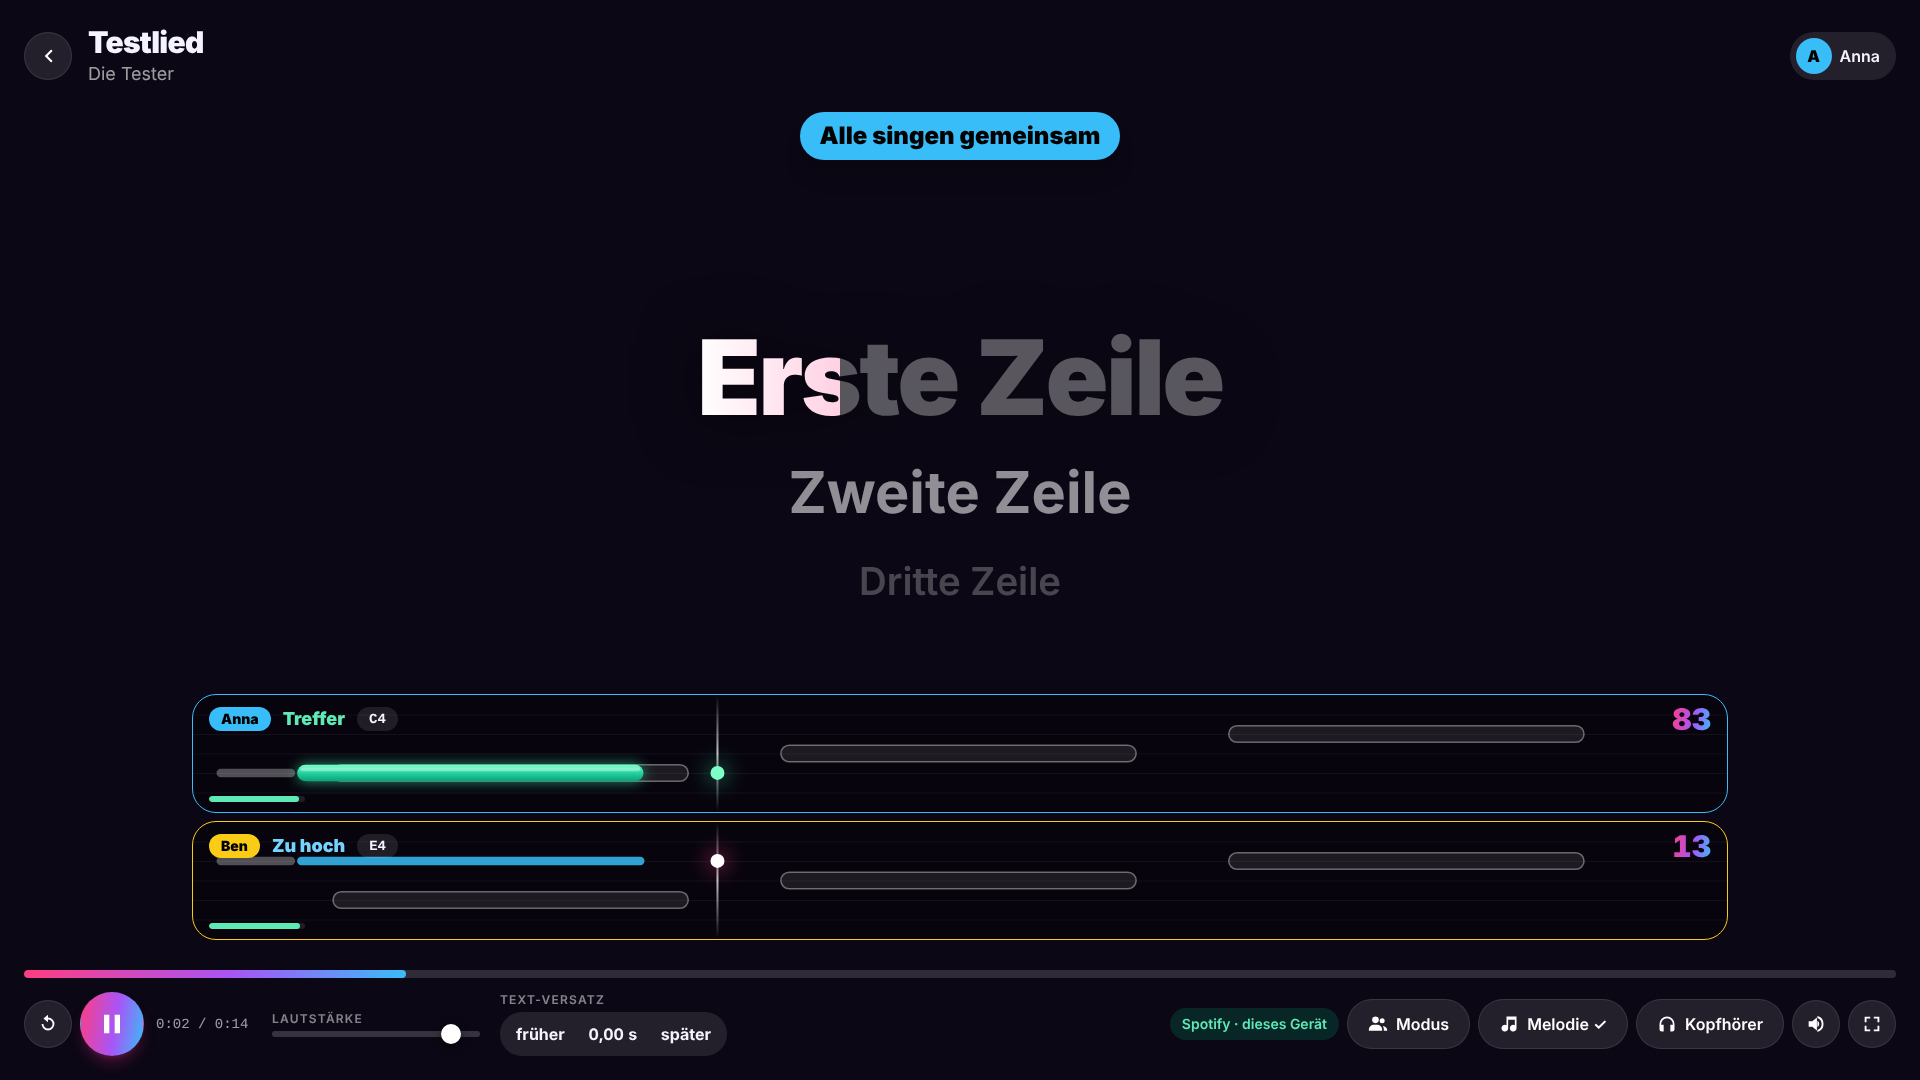 Testlied
Die Tester
A Anna
Alle singen gemeinsam
Erste Zeile
Zweite Zeile
Dritte Zeile
Anna Treffer C4 83
Ben Zu hoch E4 13
0:02 / 0:14
LAUTSTÄRKE
TEXT-VERSATZ
früher 0,00 s später
Spotify · dieses Gerät
Modus
Melodie ✓
Kopfhörer